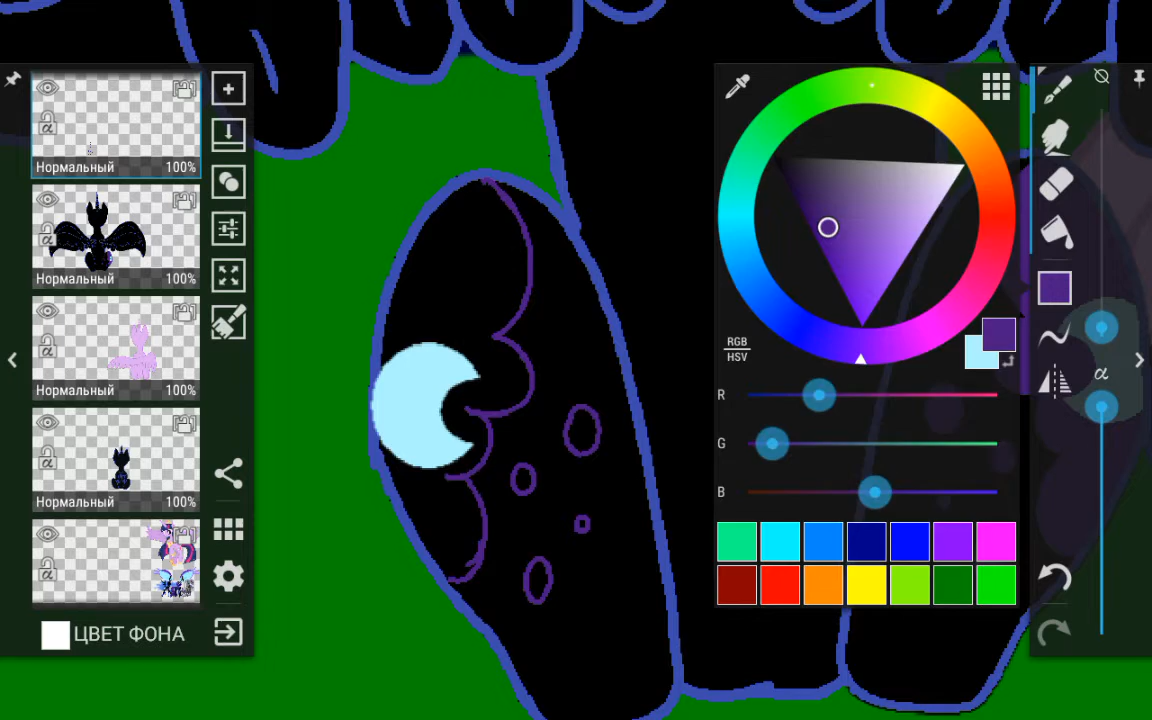 Нормальный 100%
Нормальный 100%
Нормальный 100%
Нормальный 100%
ЦВЕТ ФОНА
RGB
HSV
R
G
B
α
α
α
α
α
α